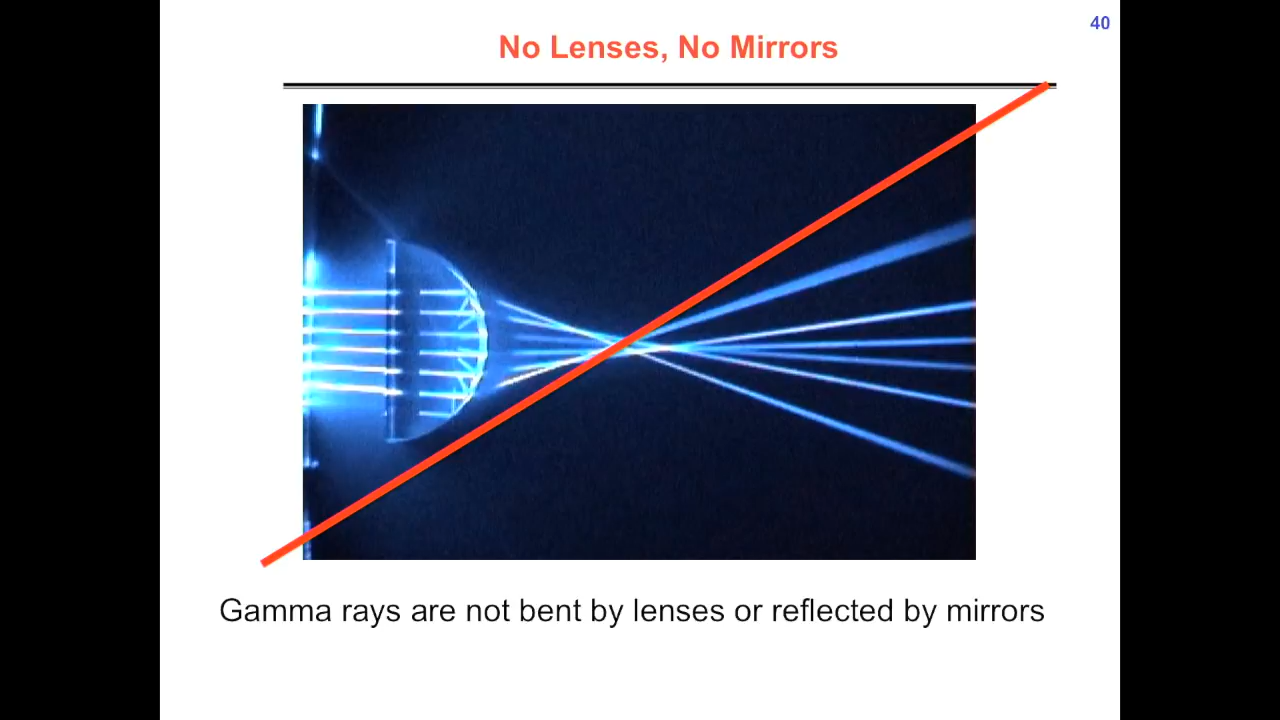 40
No Lenses, No Mirrors
Gamma rays are not bent by lenses or reflected by mirrors